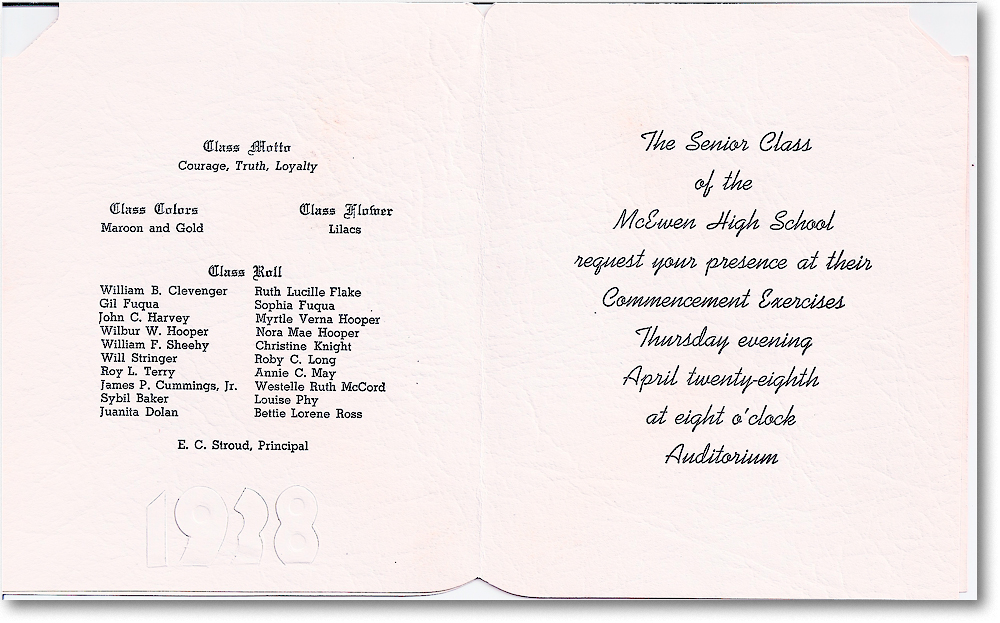 Class Motto
Courage, Truth, Loyalty
Class Colors
Maroon and Gold
Class Flower
Lilacs
Class Roll
William B. Clevenger
Gil Fuqua
John C. Harvey
Wilbur W. Hooper
William F. Sheehy
Will Stringer
Roy L. Terry
James P. Cummings, Jr.
Sybil Baker
Juanita Dolan
Ruth Lucille Flake
Sophia Fuqua
Myrtle Verna Hooper
Nora Mae Hooper
Christine Knight
Roby C. Long
Annie C. May
Westelle Ruth McCord
Louise Phy
Bettie Lorene Ross
E. C. Stroud, Principal
1938
The Senior Class
of the
McEwen High School
request your presence at their
Commencement Exercises
Thursday evening
April twenty-eighth
at eight o'clock
Auditorium